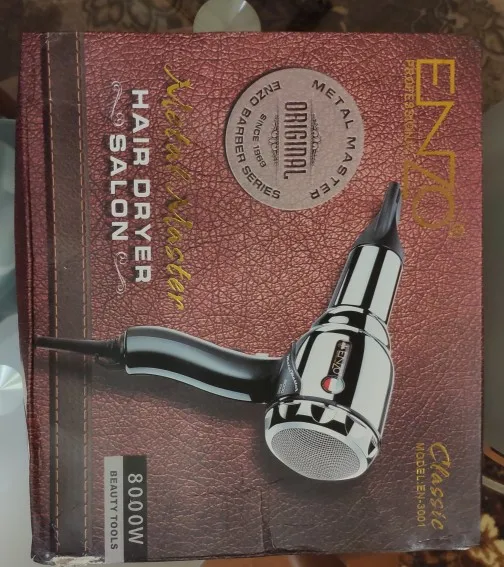 ENZO
PROFESSIONAL
METAL MASTER
ORIGINAL
SINCE 1969
ENZO BARBER SERIES
Metal Master
HAIR DRYER
SALON
ENZO
Classic
MODEL:EN-3001
8000W
BEAUTY TOOLS